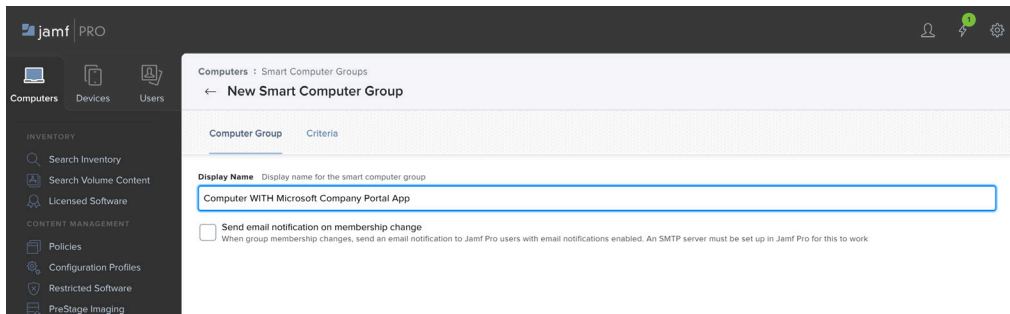 jamf PRO
1
Computers
Devices
Users
Computers : Smart Computer Groups
← New Smart Computer Group
Computer Group
Criteria
INVENTORY
Search Inventory
Search Volume Content
Licensed Software
CONTENT MANAGEMENT
Policies
Configuration Profiles
Restricted Software
PreStage Imaging
Display Name Display name for the smart computer group
Computer WITH Microsoft Company Portal App
Send email notification on membership change
When group membership changes, send an email notification to Jamf Pro users with email notifications enabled. An SMTP server must be set up in Jamf Pro for this to work